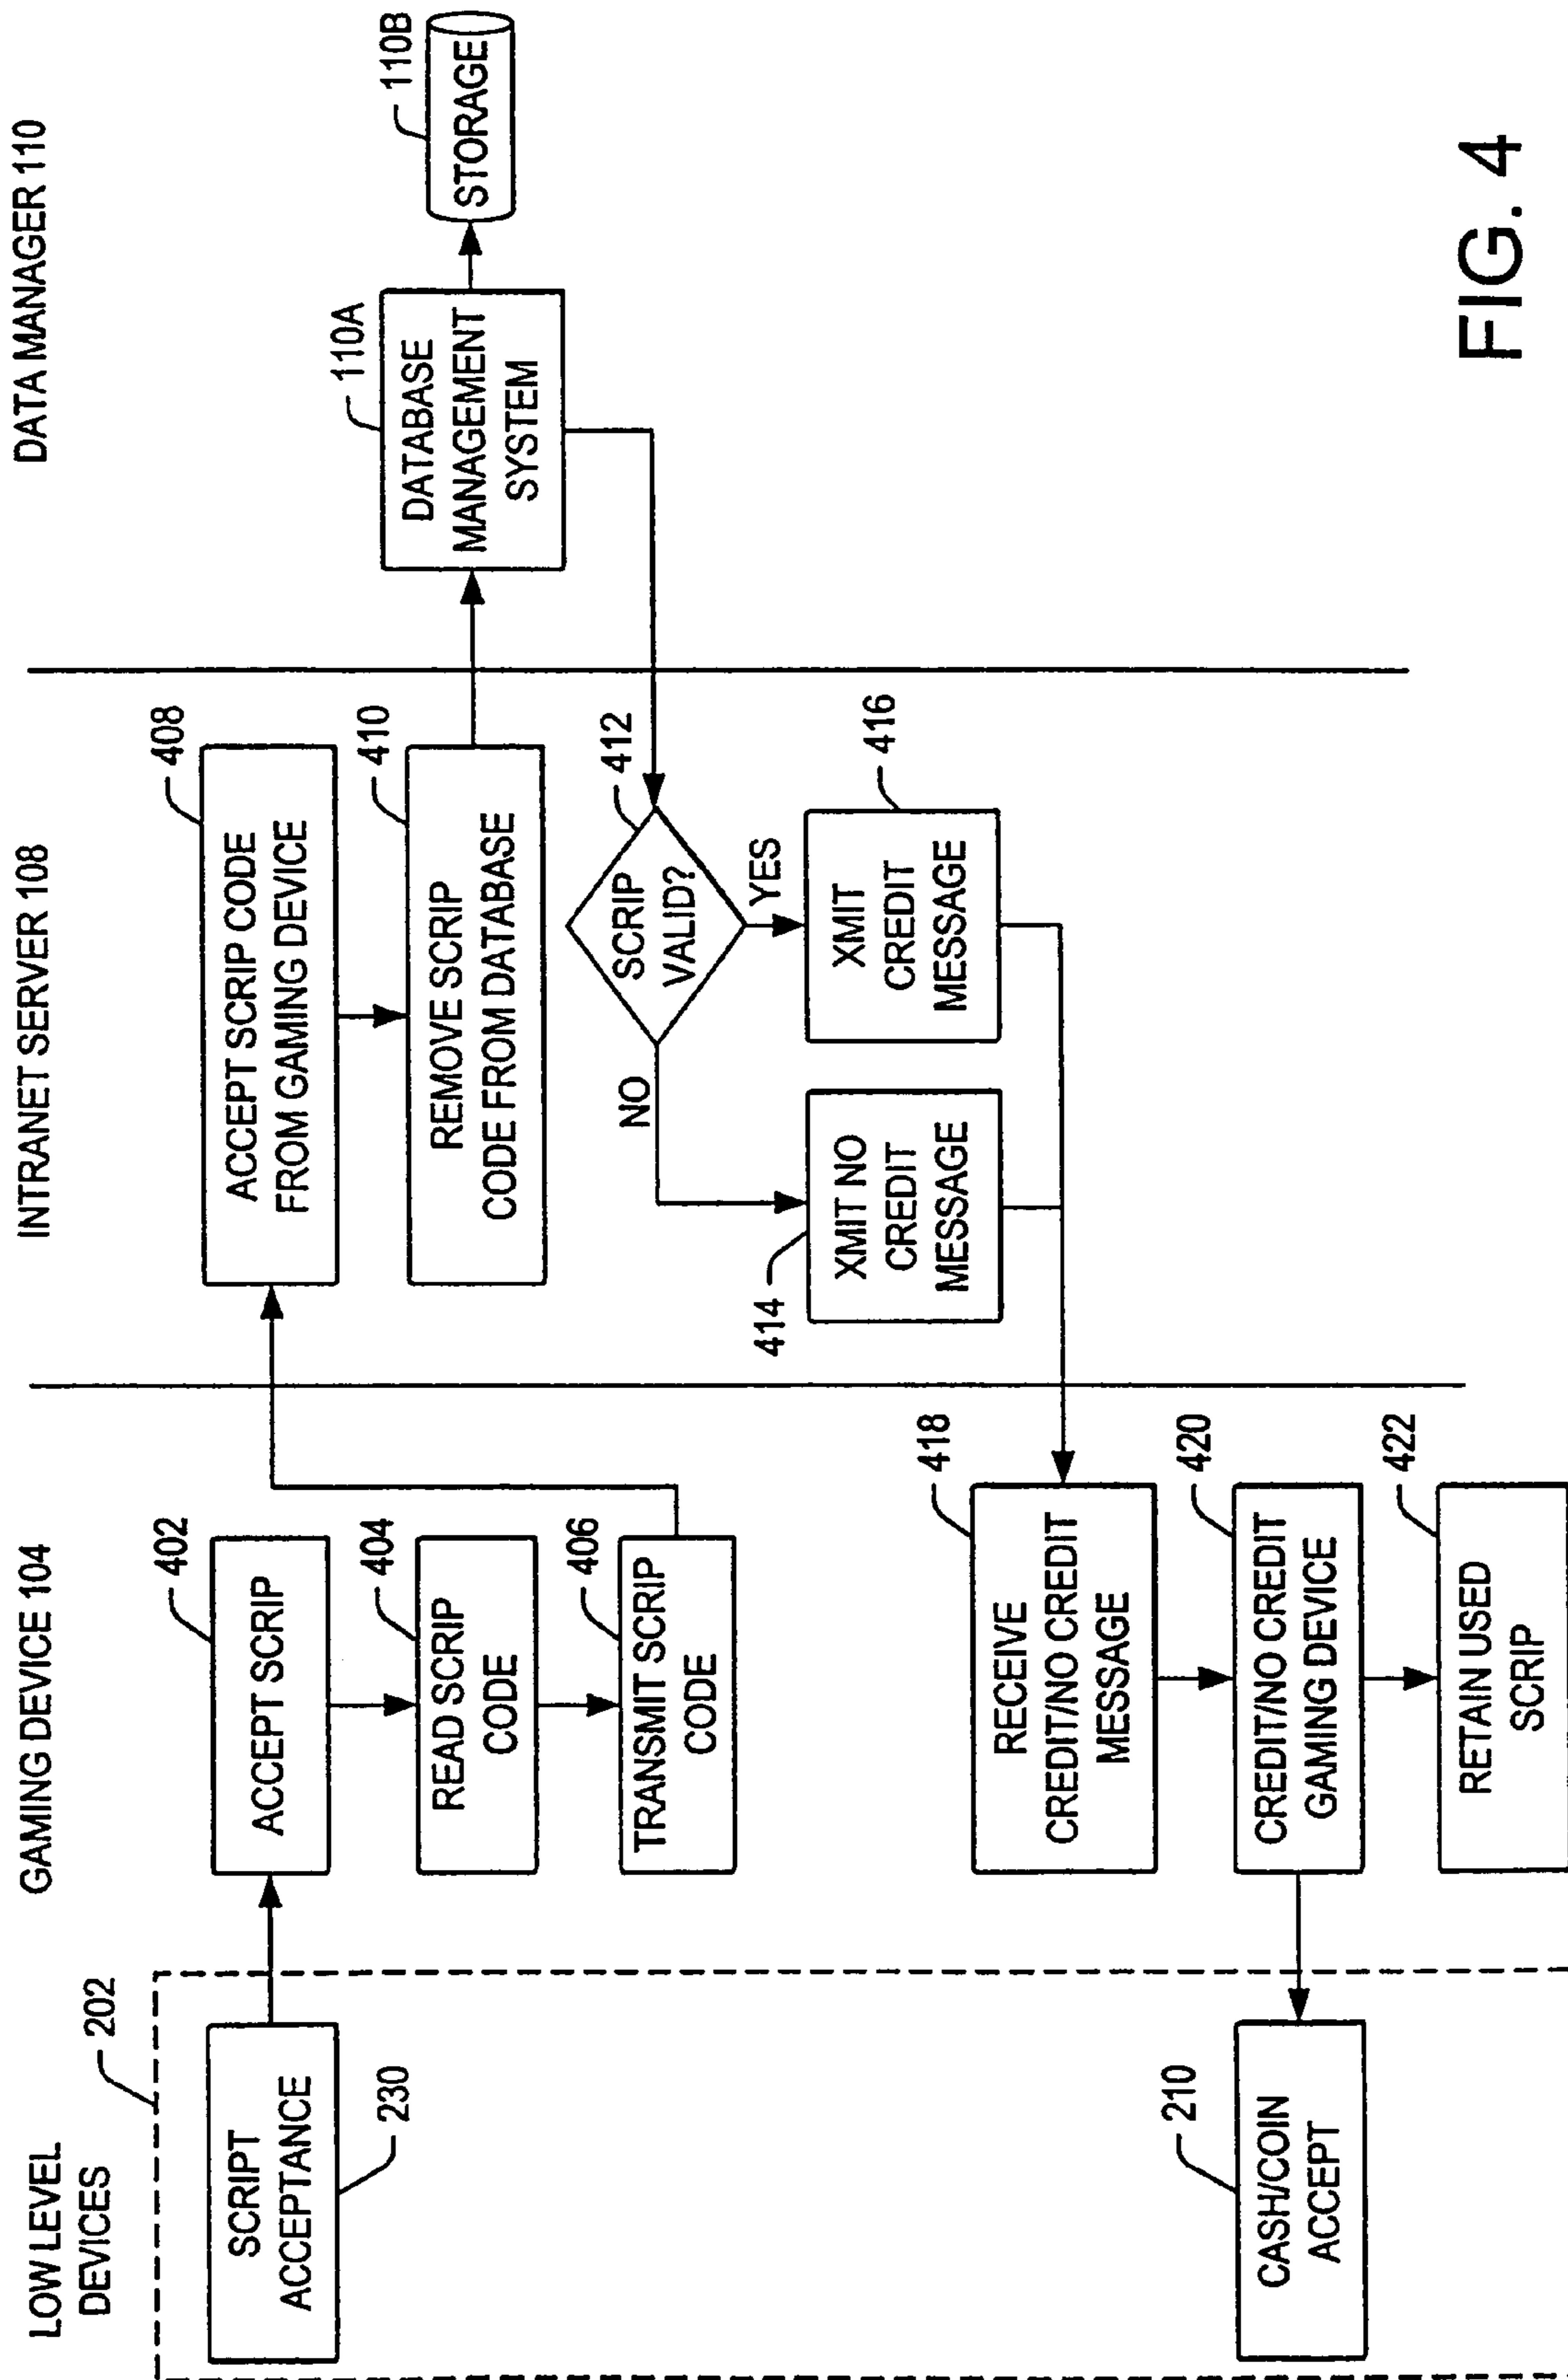 LOW LEVEL
DEVICES
202
SCRIPT
ACCEPTANCE
230
CASH/COIN
ACCEPT
210
GAMING DEVICE 104
ACCEPT SCRIP
402
READ SCRIP
CODE
404
TRANSMIT SCRIP
CODE
406
RECEIVE
CREDIT/NO CREDIT
MESSAGE
418
CREDIT/NO CREDIT
GAMING DEVICE
420
RETAIN USED
SCRIP
422
INTRANET SERVER 108
ACCEPT SCRIP CODE
FROM GAMING DEVICE
408
REMOVE SCRIP
CODE FROM DATABASE
410
SCRIP
VALID?
412
NO
YES
XMIT NO
CREDIT
MESSAGE
414
XMIT
CREDIT
MESSAGE
416
DATA MANAGER 110
DATABASE
MANAGEMENT
SYSTEM
110A
STORAGE
110B
FIG. 4